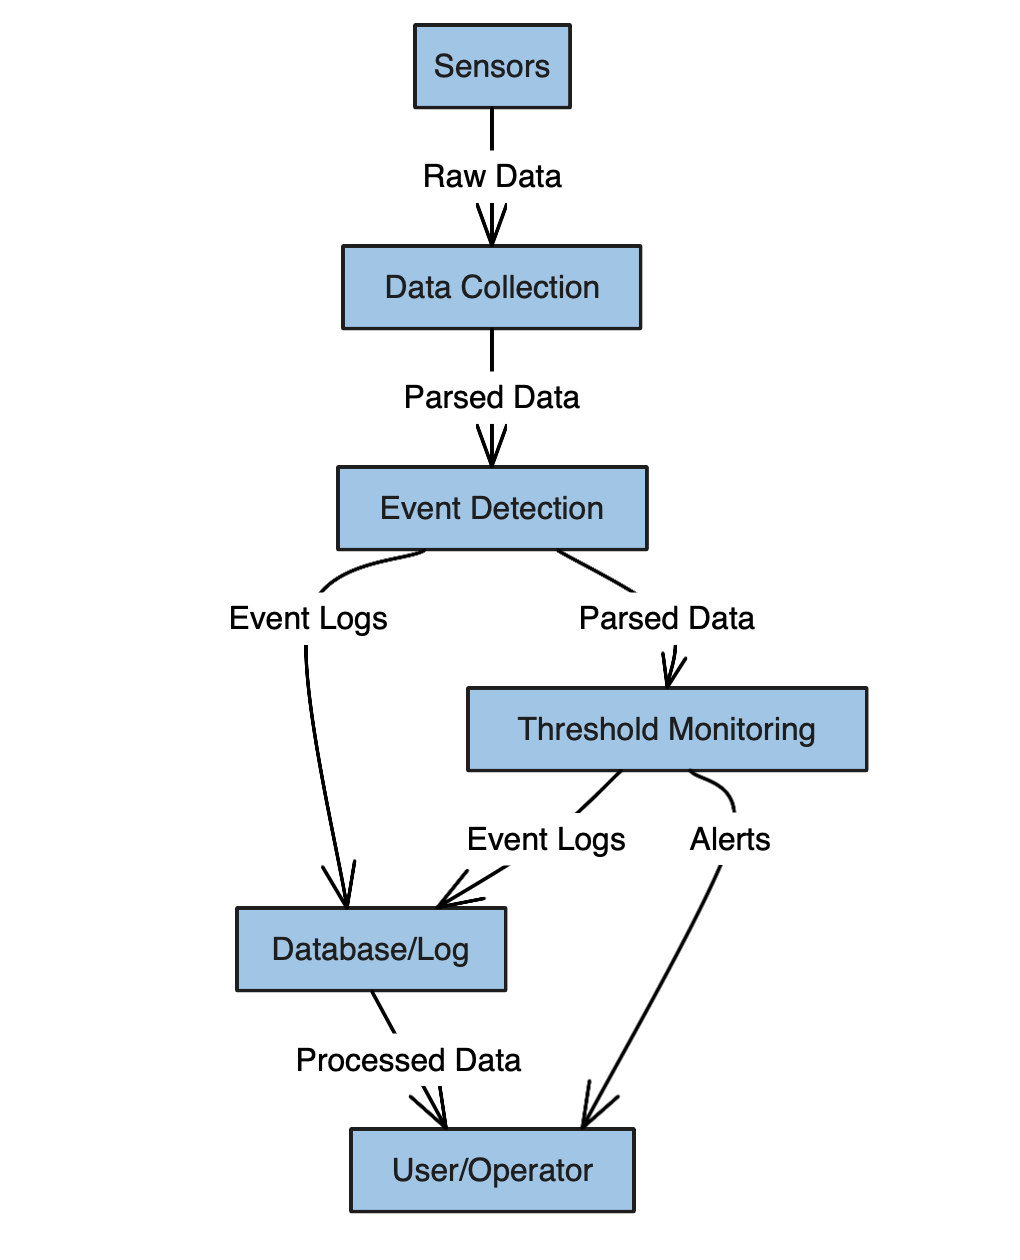 Sensors
Raw Data
Data Collection
Parsed Data
Event Detection
Event Logs
Parsed Data
Threshold Monitoring
Event Logs
Alerts
Database/Log
Processed Data
User/Operator